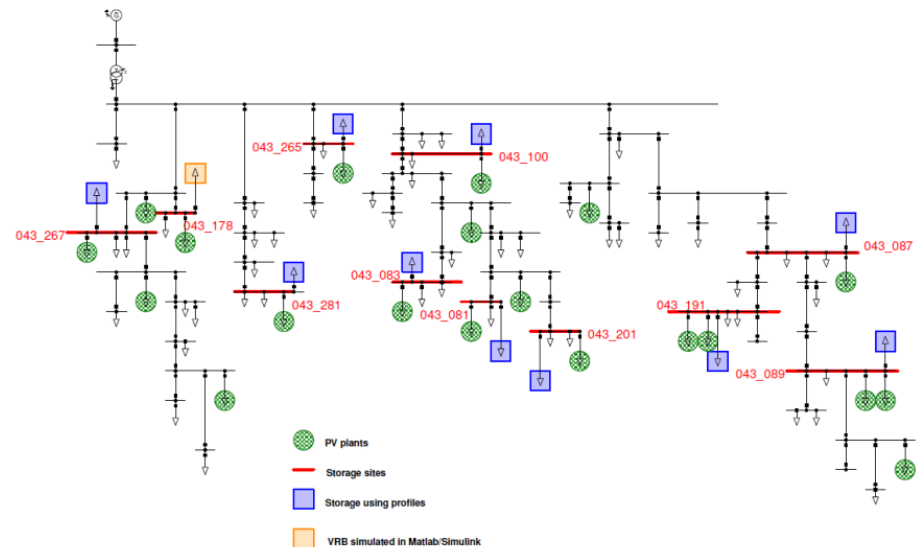 043_265
043_100
043_178
043_267
043_087
043_083
043_281
043_081
043_191
043_201
043_089
PV plants
Storage sites
Storage using profiles
VRB simulated in Matlab/Simulink